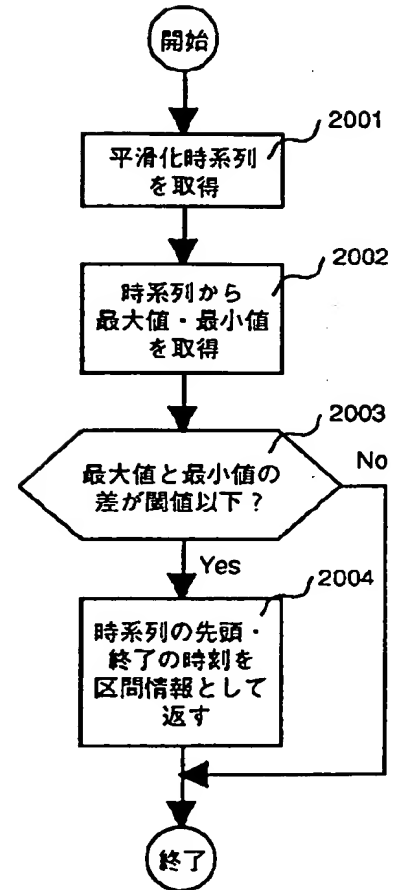 開始
2001
平滑化時系列
を取得
2002
時系列から
最大値・最小値
を取得
2003
最大値と最小値の
差が閾値以下?
No
Yes
2004
時系列の先頭・
終了の時刻を
区間情報として
返す
終了